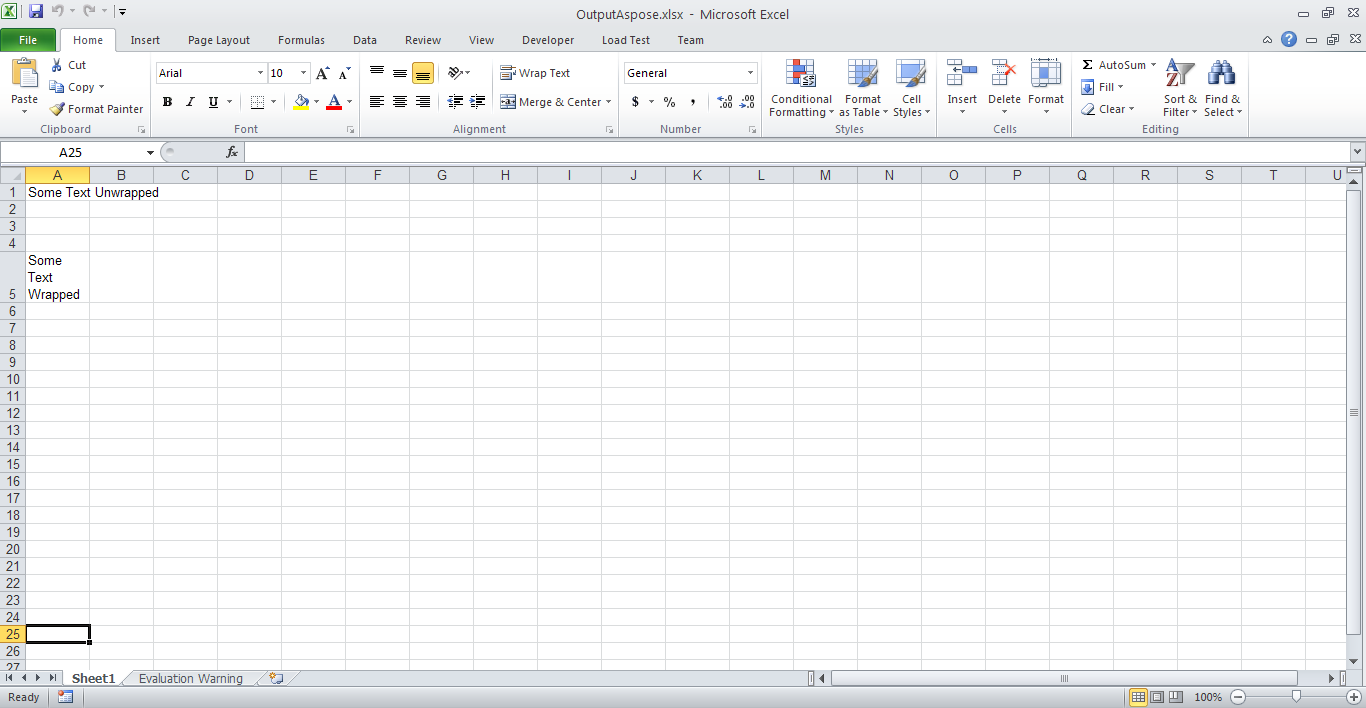 OutputAspose.xlsx - Microsoft Excel
File Home Insert Page Layout Formulas Data Review View Developer Load Test Team
Paste
Cut
Copy
Format Painter
Clipboard
Arial 10
B I U
Font
Wrap Text
Merge & Center
Alignment
General
$ % ,
Number
Conditional Formatting
Format as Table
Cell Styles
Styles
Insert Delete Format
Cells
Σ AutoSum
Fill
Clear
Sort & Filter
Find & Select
Editing
A25 fx
A B C D E F G H I J K L M N O P Q R S T U
1 Some Text Unwrapped
2
3
4
Some
Text
5 Wrapped
6
7
8
9
10
11
12
13
14
15
16
17
18
19
20
21
22
23
24
25
26
27
Sheet1 Evaluation Warning
Ready 100%